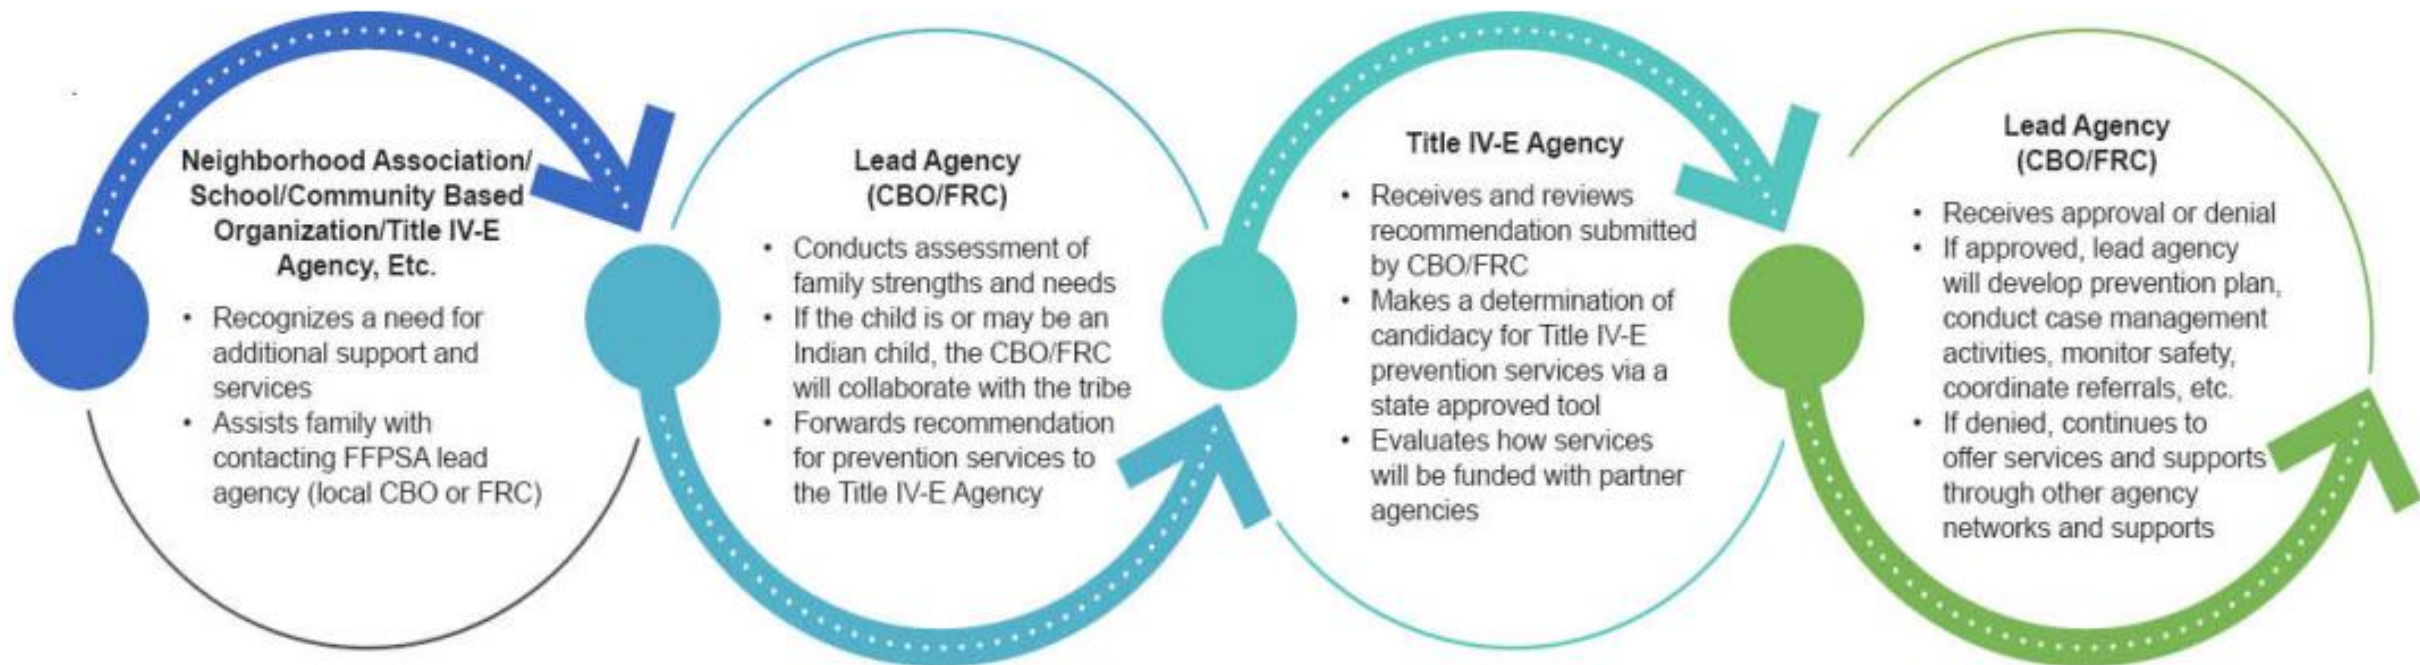 Neighborhood Association/
School/Community Based
Organization/Title IV-E
Agency, Etc.
• Recognizes a need for
additional support and
services
• Assists family with
contacting FFPSA lead
agency (local CBO or FRC)
Lead Agency
(CBO/FRC)
• Conducts assessment of
family strengths and needs
• If the child is or may be an
Indian child, the CBO/FRC
will collaborate with the tribe
• Forwards recommendation
for prevention services to
the Title IV-E Agency
Title IV-E Agency
• Receives and reviews
recommendation submitted
by CBO/FRC
• Makes a determination of
candidacy for Title IV-E
prevention services via a
state approved tool
• Evaluates how services
will be funded with partner
agencies
Lead Agency
(CBO/FRC)
• Receives approval or denial
• If approved, lead agency
will develop prevention plan,
conduct case management
activities, monitor safety,
coordinate referrals, etc.
• If denied, continues to
offer services and supports
through other agency
networks and supports